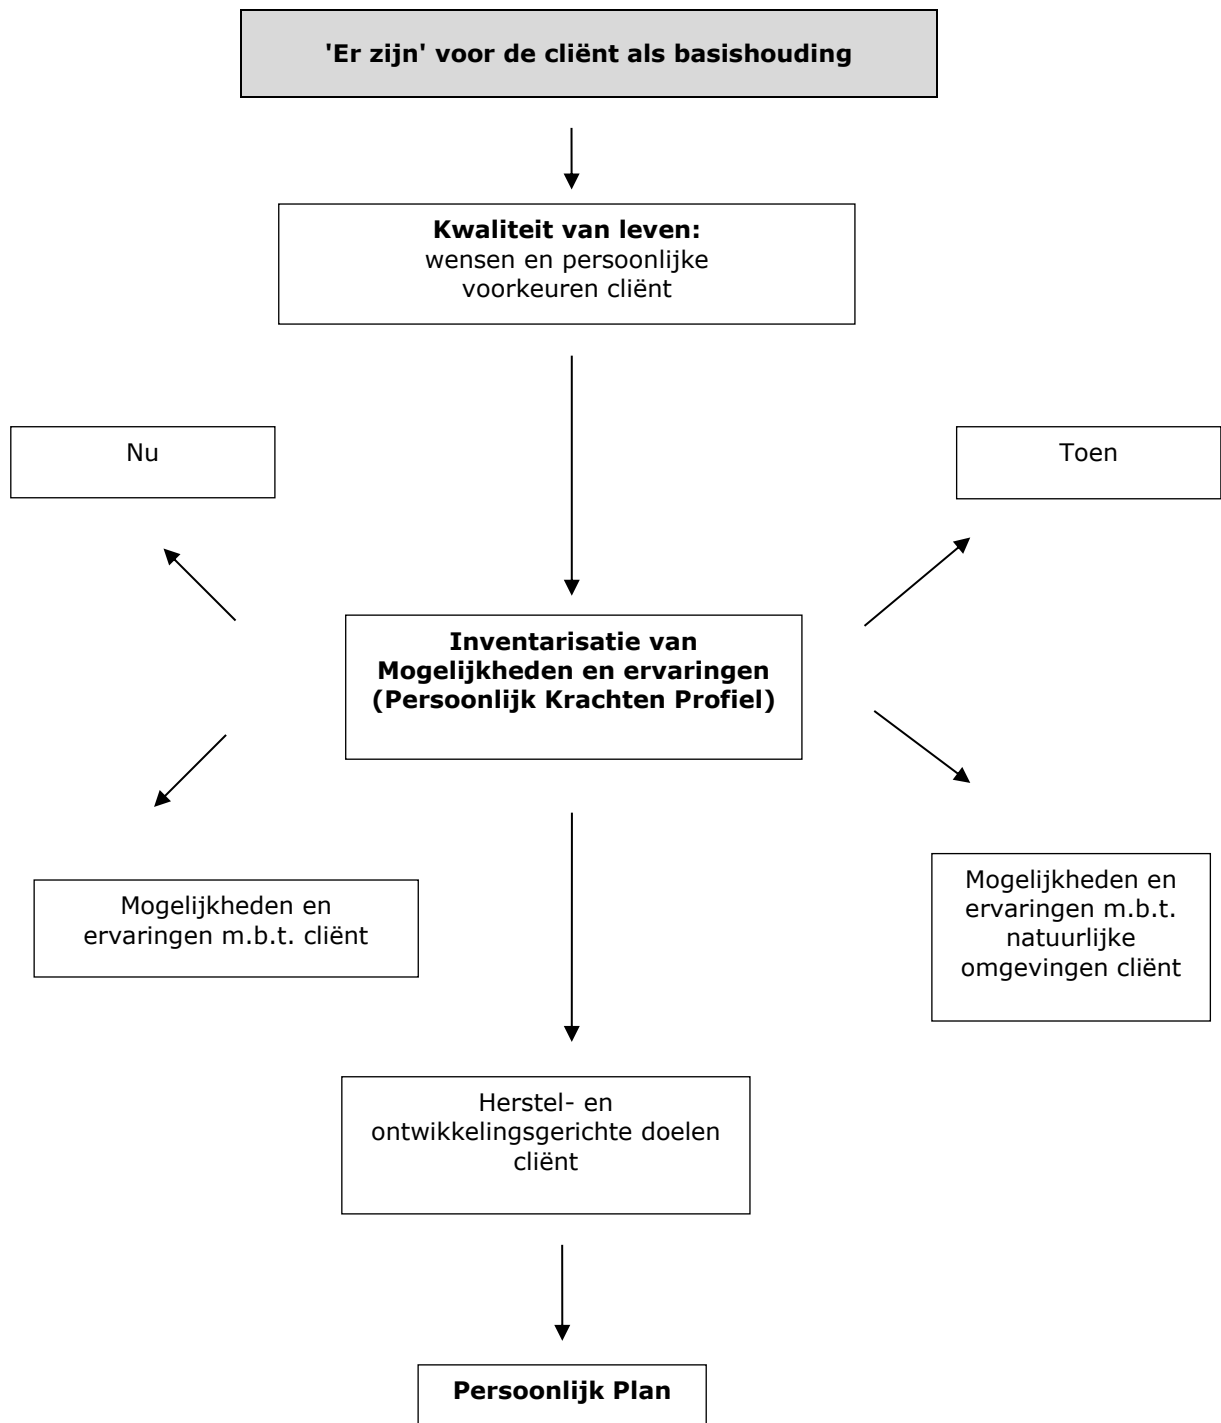 'Er zijn' voor de cliënt als basishouding
Kwaliteit van leven:
wensen en persoonlijke
voorkeuren cliënt
Nu
Toen
Inventarisatie van
Mogelijkheden en ervaringen
(Persoonlijk Krachten Profiel)
Mogelijkheden en
ervaringen m.b.t. cliënt
Mogelijkheden en
ervaringen m.b.t.
natuurlijke
omgevingen cliënt
Herstel- en
ontwikkelingsgerichte doelen
cliënt
Persoonlijk Plan